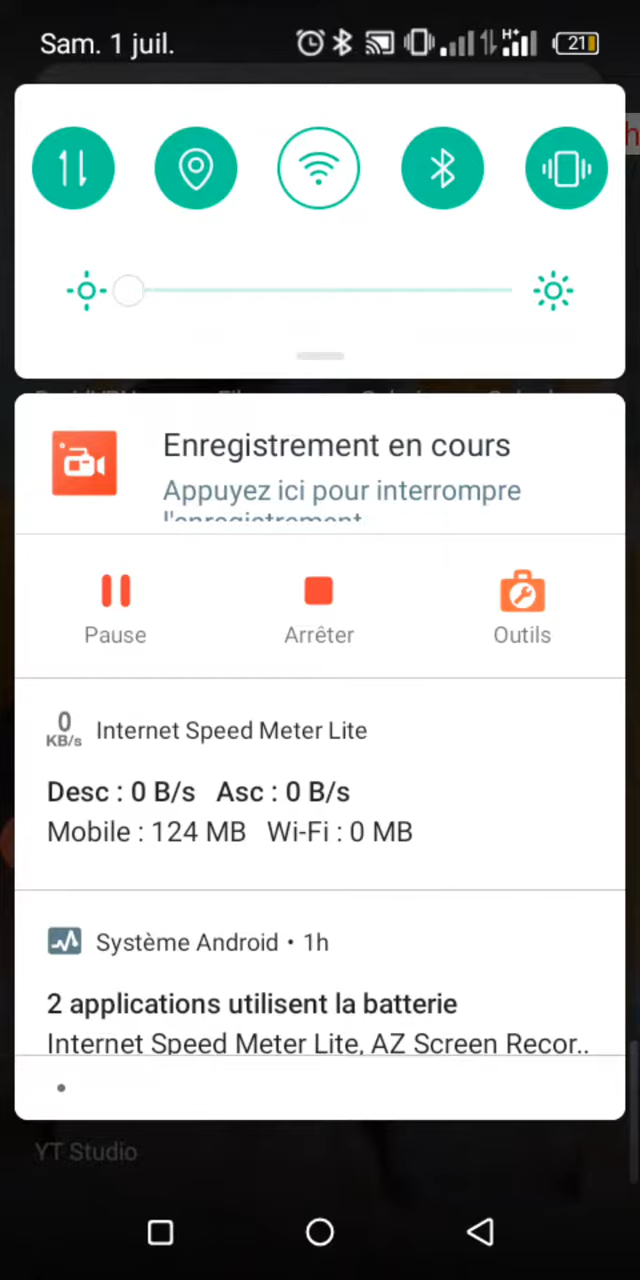 Sam. 1 juil.
H+
21
h
Enregistrement en cours
Appuyez ici pour interrompre
l'enregistrement
Pause
Arrêter
Outils
0
KB/s
Internet Speed Meter Lite
Desc : 0 B/s Asc : 0 B/s
Mobile : 124 MB Wi-Fi : 0 MB
Système Android • 1h
2 applications utilisent la batterie
Internet Speed Meter Lite, AZ Screen Recor..
YT Studio